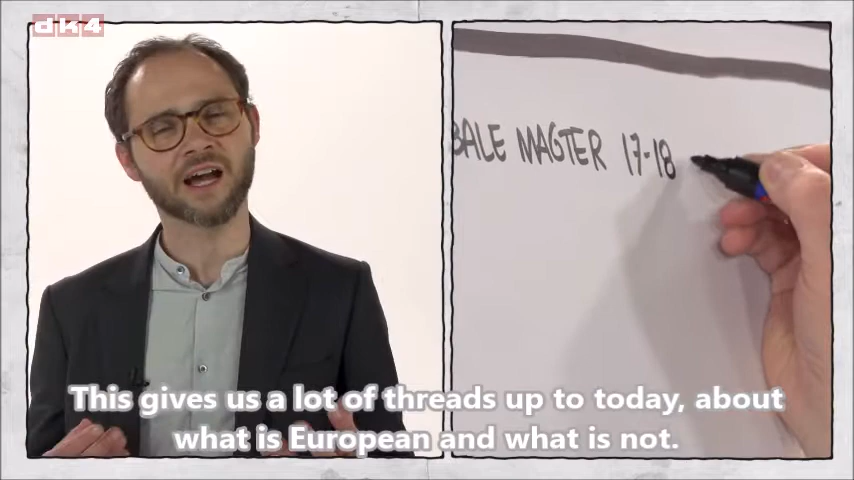 dk4
BALE MAGTER 17-18
This gives us a lot of threads up to today, about
what is European and what is not.